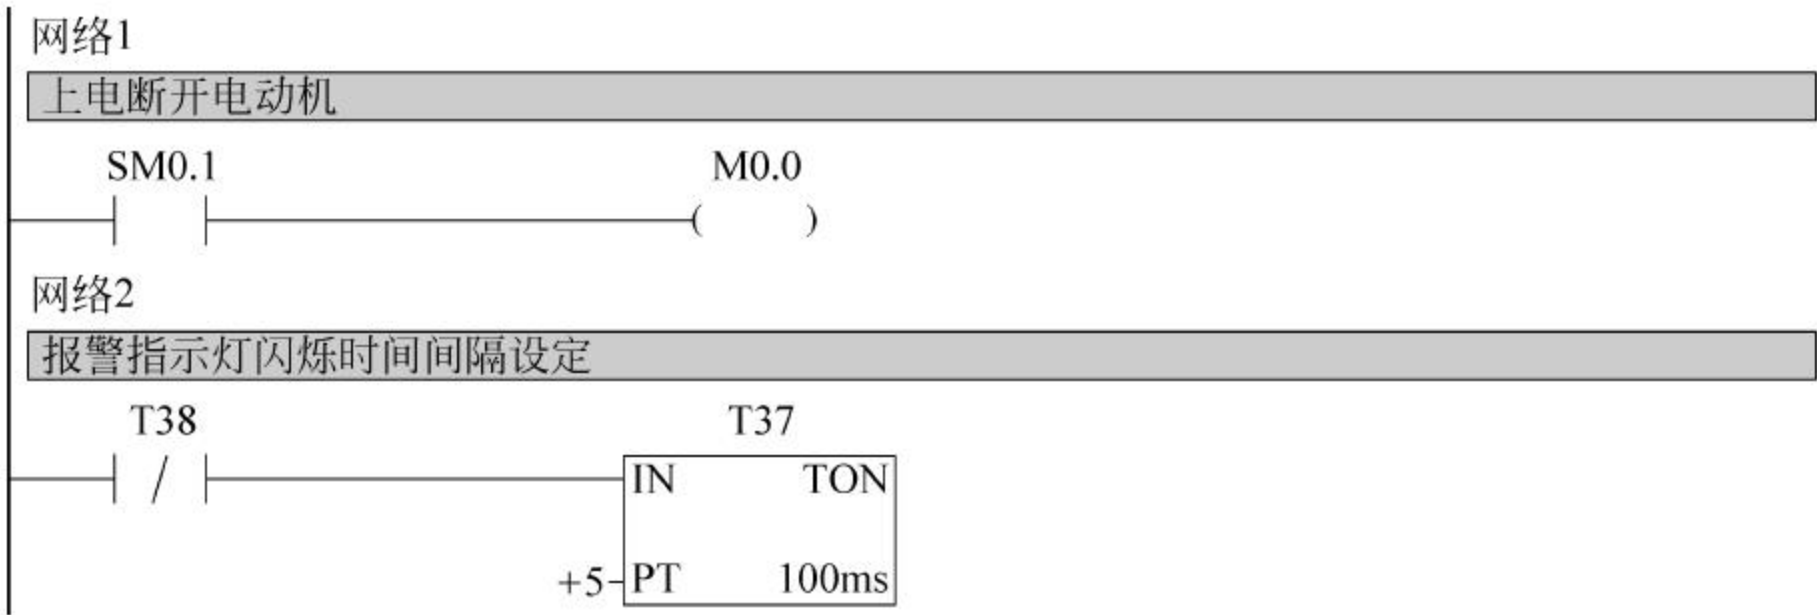 网络1
上电断开电动机
SM0.1 M0.0
网络2
报警指示灯闪烁时间间隔设定
T38 T37
IN TON
+5 PT 100ms